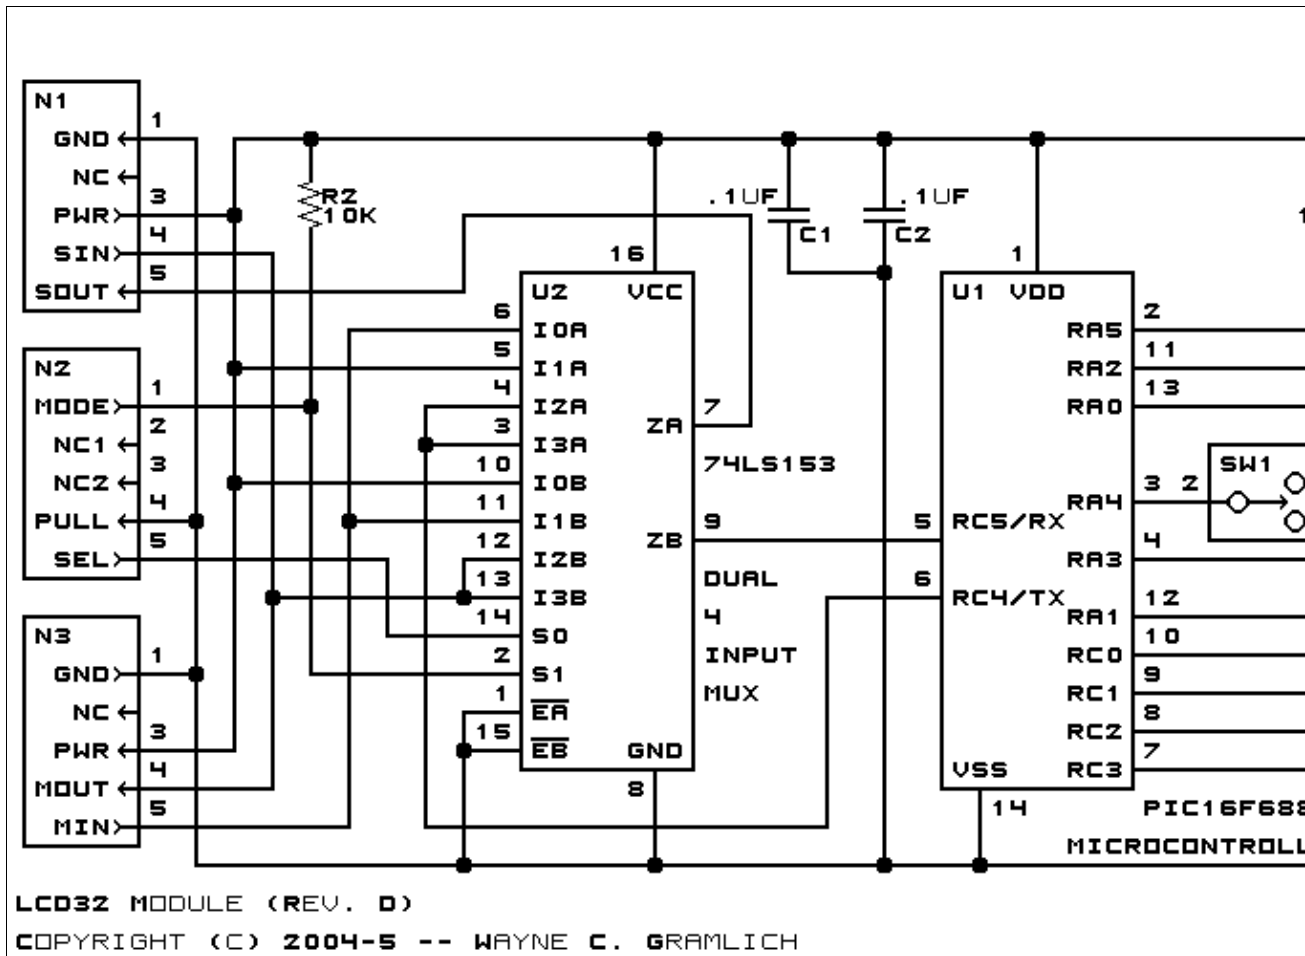 N1
1
GND
NC
3
PWR
4
SIN
5
SOUT
N2
1
MODE
2
NC1
3
NC2
4
PULL
5
SEL
N3
1
GND
NC
3
PWR
4
MOUT
5
MIN
R2
10K
.1UF
C1
.1UF
C2
16
U2 VCC
6 I0A
5 I1A
4 I2A
3 I3A
10 I0B
11 I1B
12 I2B
13 I3B
14 S0
2 S1
1 EA
15 EB
GND
8
ZA 7
74LS153
ZB 9
DUAL
4
INPUT
MUX
1
U1 VDD
RA5 2
RA2 11
RA0 13
RA4 3 2
SW1
5 RC5/RX
RA3 4
6 RC4/TX
RA1 12
RC0 10
RC1 9
RC2 8
RC3 7
VSS
14
PIC16F688
MICROCONTROLL
LCD32 MODULE (REV. D)
COPYRIGHT (C) 2004-5 -- WAYNE C. GRAMLICH